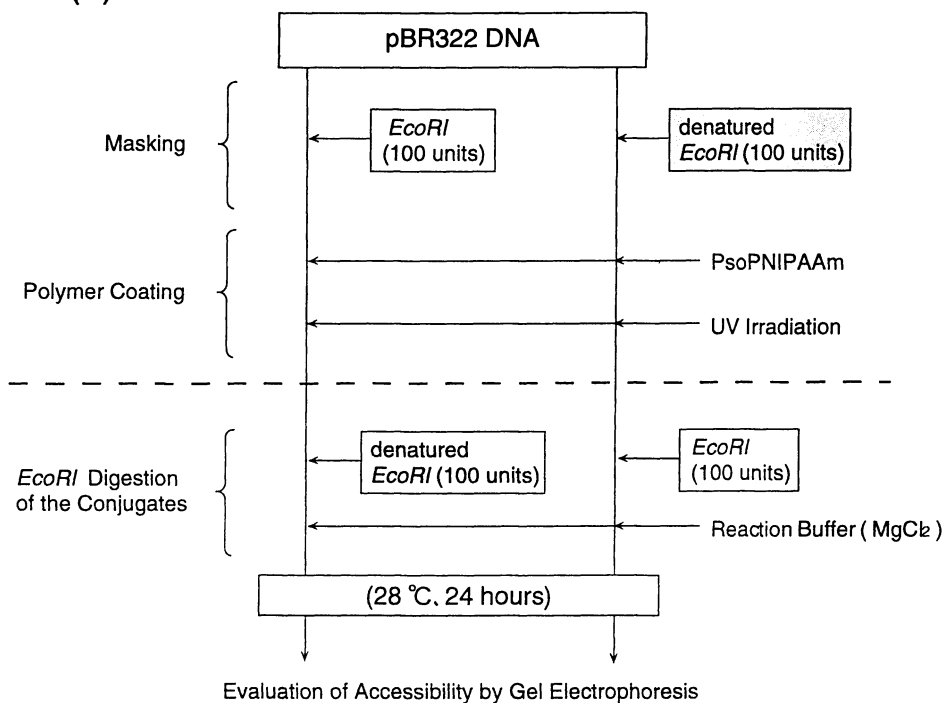 pBR322 DNA
Masking
EcoRI
(100 units)
denatured
EcoRI (100 units)
Polymer Coating
PsoPNIPAAm
UV Irradiation
EcoRI Digestion
of the Conjugates
denatured
EcoRI (100 units)
EcoRI
(100 units)
Reaction Buffer ( MgCl2 )
(28 ℃, 24 hours)
Evaluation of Accessibility by Gel Electrophoresis